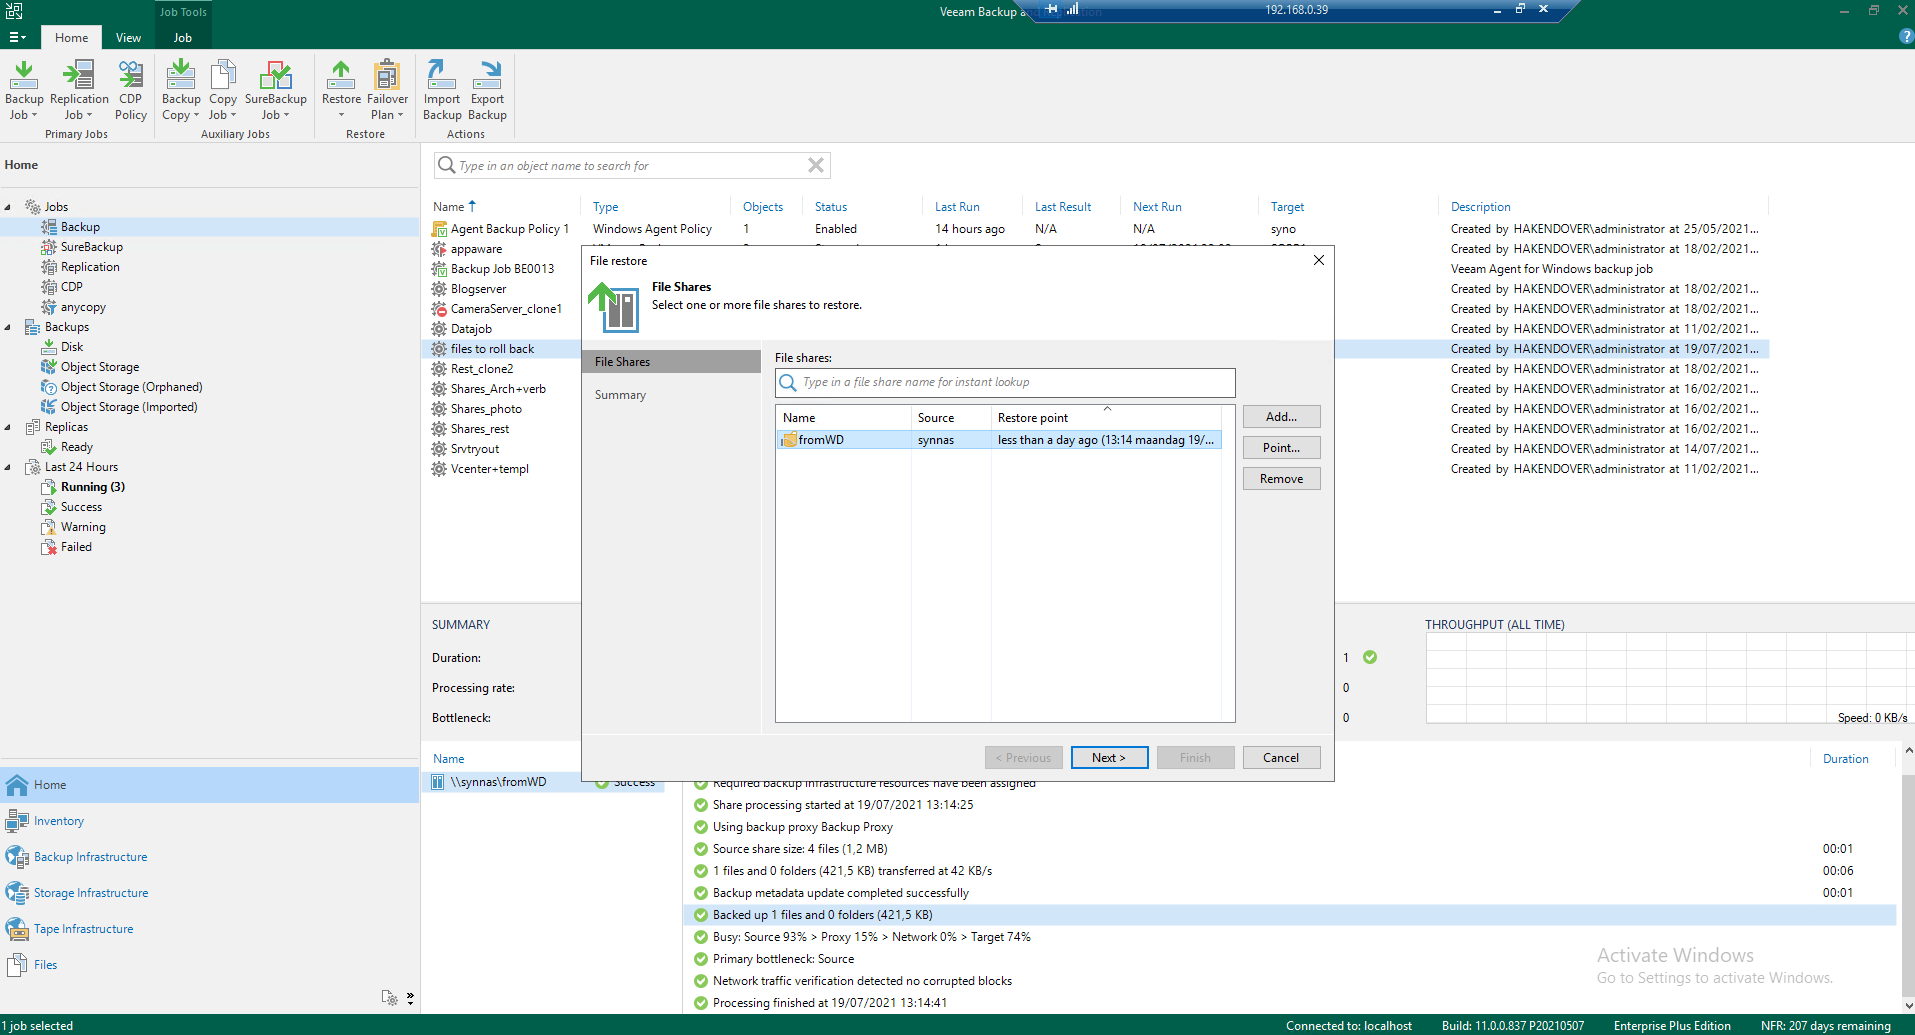 Job Tools
Veeam Backup and
192.168.0.39
Home
View
Job
Backup Job
Replication Job
CDP Policy
Backup Copy
Copy Job
SureBackup Job
Restore
Failover Plan
Import Backup
Export Backup
Primary Jobs
Auxiliary Jobs
Restore
Actions
Home
Type in an object name to search for
Jobs
Backup
SureBackup
Replication
CDP
anycopy
Backups
Disk
Object Storage
Object Storage (Orphaned)
Object Storage (Imported)
Replicas
Ready
Last 24 Hours
Running (3)
Success
Warning
Failed
Name Type Objects Status Last Run Last Result Next Run Target Description
Agent Backup Policy 1 Windows Agent Policy 1 Enabled 14 hours ago N/A N/A syno Created by HAKENDOVER\administrator at 25/05/2021...
appaware Created by HAKENDOVER\administrator at 18/02/2021...
Backup Job BE0013 Veeam Agent for Windows backup job
Blogserver Created by HAKENDOVER\administrator at 18/02/2021...
CameraServer_clone1 Created by HAKENDOVER\administrator at 18/02/2021...
Datajob Created by HAKENDOVER\administrator at 11/02/2021...
files to roll back Created by HAKENDOVER\administrator at 19/07/2021...
Rest_clone2 Created by HAKENDOVER\administrator at 18/02/2021...
Shares_Arch+verb Created by HAKENDOVER\administrator at 16/02/2021...
Shares_photo Created by HAKENDOVER\administrator at 16/02/2021...
Shares_rest Created by HAKENDOVER\administrator at 16/02/2021...
Srvtryout Created by HAKENDOVER\administrator at 14/07/2021...
Vcenter+templ Created by HAKENDOVER\administrator at 11/02/2021...
File restore
File Shares
Select one or more file shares to restore.
File Shares
Summary
File shares:
Type in a file share name for instant lookup
Name Source Restore point
fromWD synnas less than a day ago (13:14 maandag 19/...
Add...
Point...
Remove
< Previous
Next >
Finish
Cancel
SUMMARY
Duration:
Processing rate:
Bottleneck:
1
0
0
THROUGHPUT (ALL TIME)
Speed: 0 KB/s
Name
Duration
\\synnas\fromWD Success
Required backup infrastructure resources have been assigned
Share processing started at 19/07/2021 13:14:25
Using backup proxy Backup Proxy
Source share size: 4 files (1,2 MB) 00:01
1 files and 0 folders (421,5 KB) transferred at 42 KB/s 00:06
Backup metadata update completed successfully 00:01
Backed up 1 files and 0 folders (421,5 KB)
Busy: Source 93% > Proxy 15% > Network 0% > Target 74%
Primary bottleneck: Source
Network traffic verification detected no corrupted blocks
Processing finished at 19/07/2021 13:14:41
Home
Inventory
Backup Infrastructure
Storage Infrastructure
Tape Infrastructure
Files
Activate Windows
Go to Settings to activate Windows.
1 job selected
Connected to: localhost
Build: 11.0.0.837 P20210507
Enterprise Plus Edition
NFR: 207 days remaining